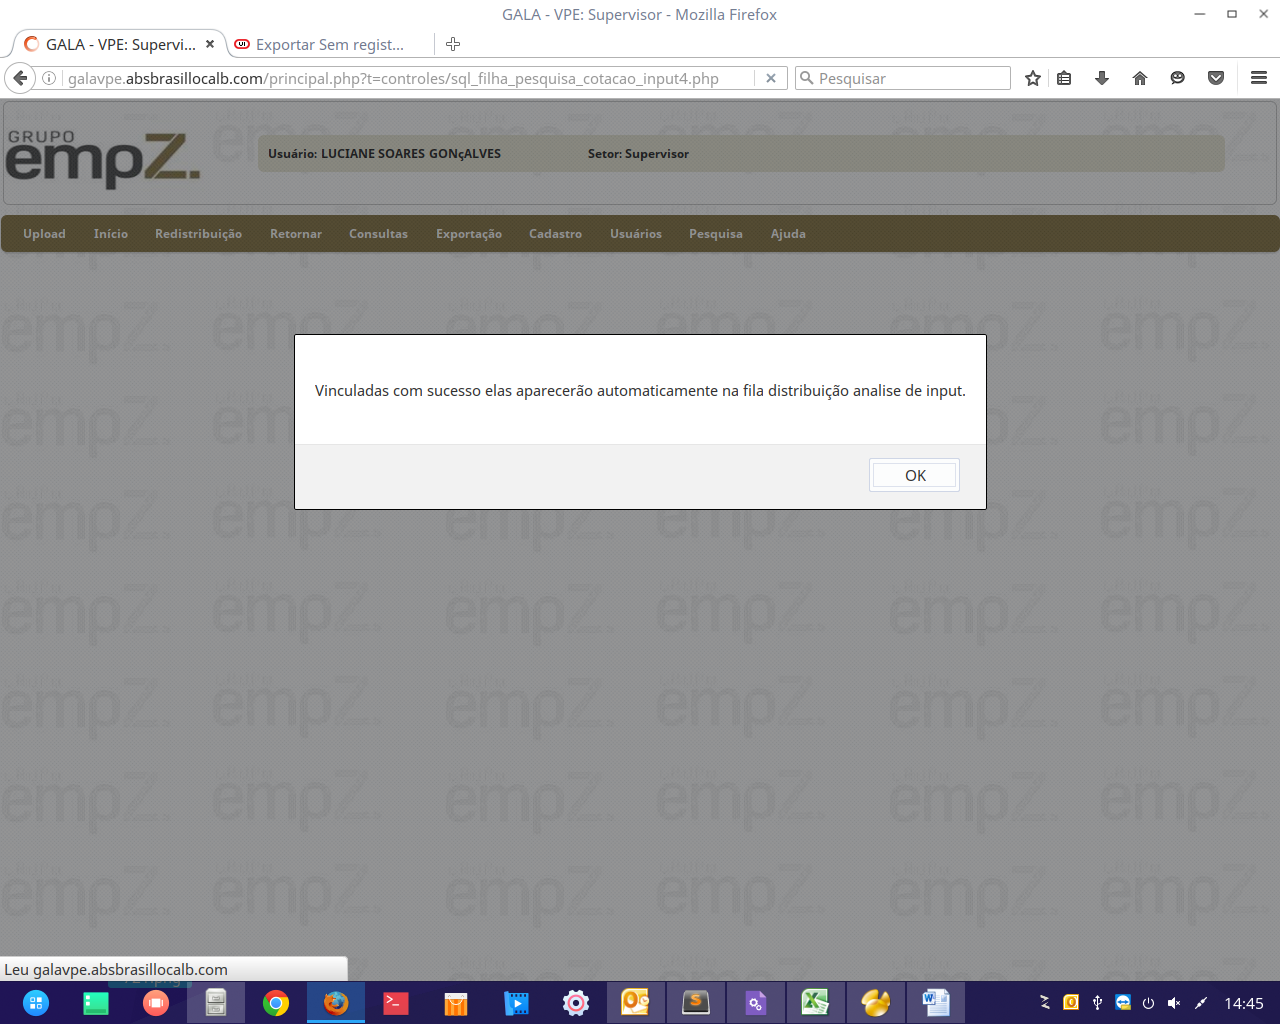 GALA - VPE: Supervisor - Mozilla Firefox
GALA - VPE: Supervi...
Exportar Sem regist...
galavpe.absbrasillocalb.com/principal.php?t=controles/sql_filha_pesquisa_cotacao_input4.php
Pesquisar
GRUPO
empZ.
Usuário: LUCIANE SOARES GONçALVES
Setor: Supervisor
Upload Início Redistribuição Retornar Consultas Exportação Cadastro Usuários Pesquisa Ajuda
Vinculadas com sucesso elas aparecerão automaticamente na fila distribuição analise de input.
OK
Leu galavpe.absbrasillocalb.com
14:45